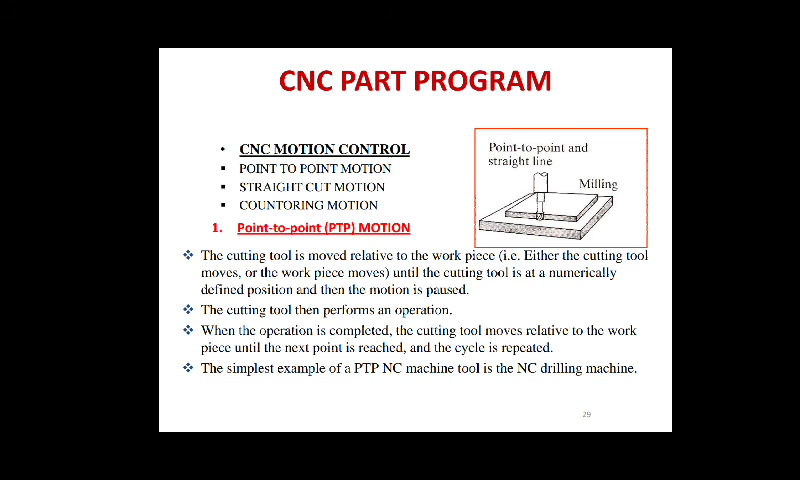 CNC PART PROGRAM
• CNC MOTION CONTROL
▪ POINT TO POINT MOTION
▪ STRAIGHT CUT MOTION
▪ COUNTORING MOTION
1. Point-to-point (PTP) MOTION
Point-to-point and
straight line
Milling
❖ The cutting tool is moved relative to the work piece (i.e. Either the cutting tool
moves, or the work piece moves) until the cutting tool is at a numerically
defined position and then the motion is paused.
❖ The cutting tool then performs an operation.
❖ When the operation is completed, the cutting tool moves relative to the work
piece until the next point is reached, and the cycle is repeated.
❖ The simplest example of a PTP NC machine tool is the NC drilling machine.
29